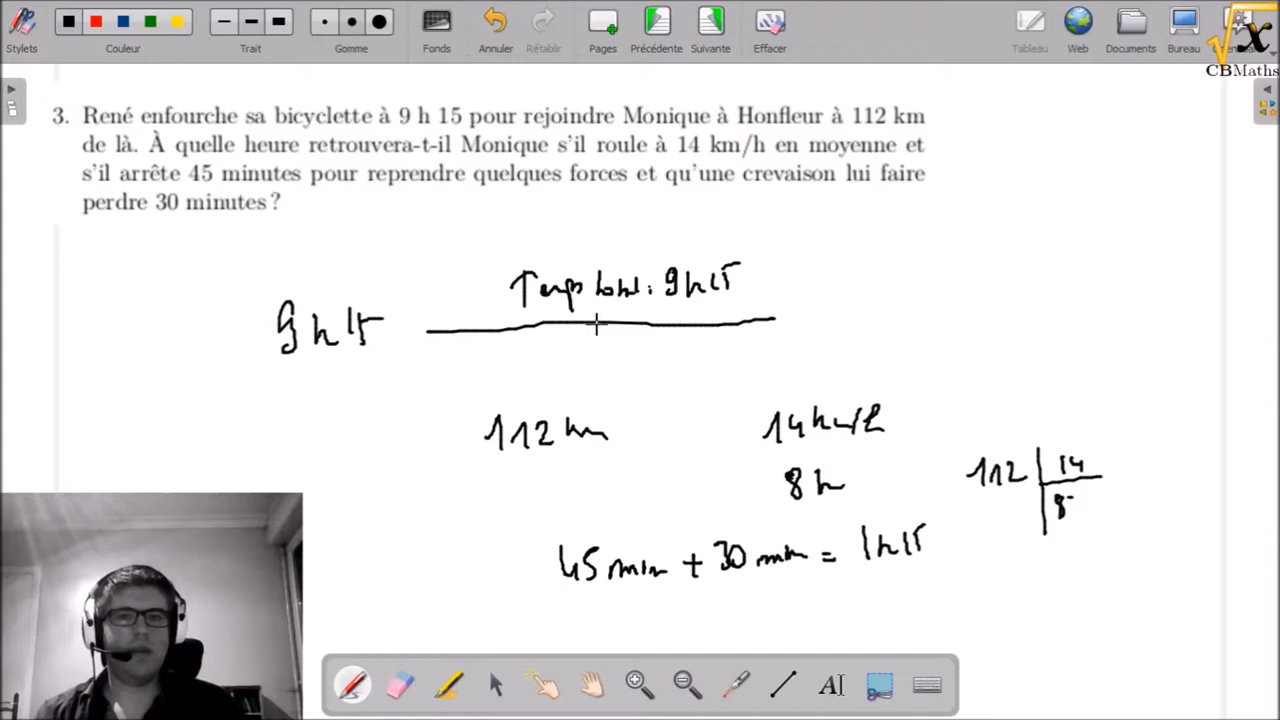 Stylets Couleur Trait Gomme Fonds Annuler Rétablir Pages Précédente Suivante Effacer Tableau Web Documents Bureau
CBMaths
3. René enfourche sa bicyclette à 9 h 15 pour rejoindre Monique à Honfleur à 112 km
de là. À quelle heure retrouvera-t-il Monique s'il roule à 14 km/h en moyenne et
s'il arrête 45 minutes pour reprendre quelques forces et qu'une crevaison lui faire
perdre 30 minutes ?
Temps total : 9h15
9h15
112 km 14km/h
8h 112 14
8
45 min + 30 min = 1h15
AI